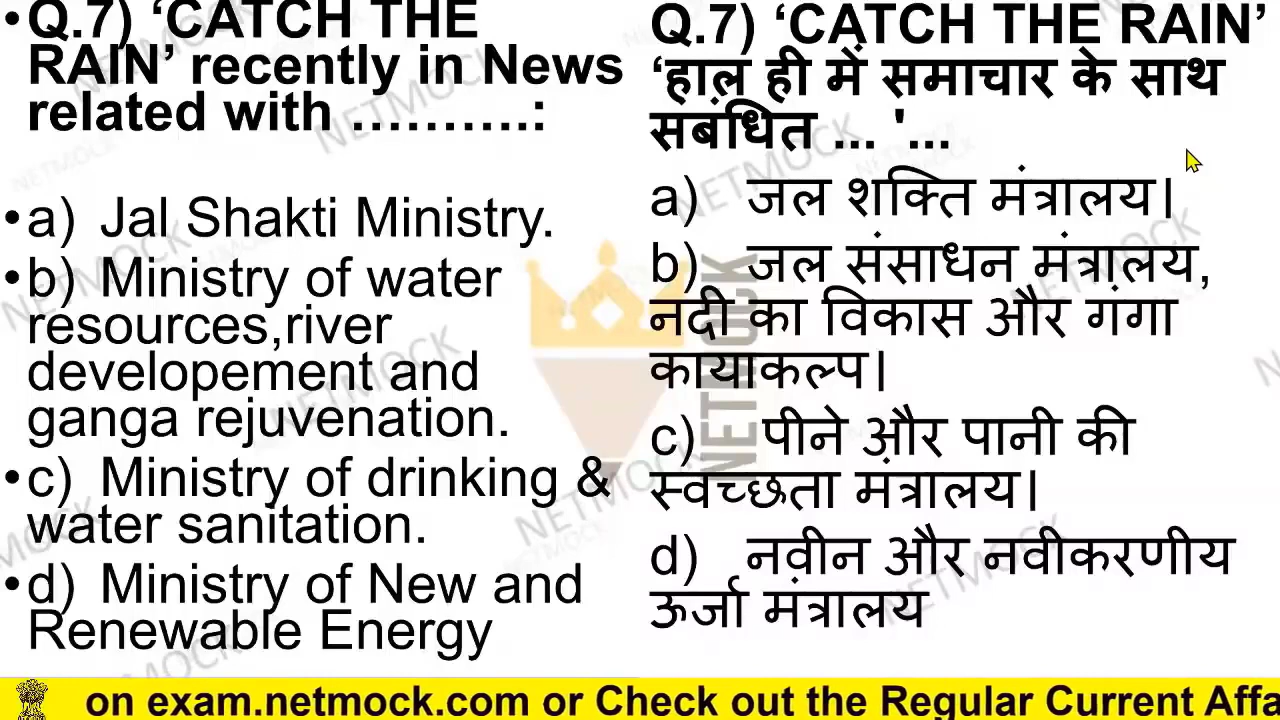 •Q.7) ‘CATCH THE
RAIN’ recently in News
related with ……….:
•a) Jal Shakti Ministry.
•b) Ministry of water
resources,river
developement and
ganga rejuvenation.
•c) Ministry of drinking &
water sanitation.
•d) Ministry of New and
Renewable Energy
Q.7) ‘CATCH THE RAIN’
‘हाल ही में समाचार के साथ
संबंधित ... '...
a) जल शक्ति मंत्रालय।
b) जल संसाधन मंत्रालय,
नदी का विकास और गंगा
कायाकल्प।
c) पीने और पानी की
स्वच्छता मंत्रालय।
d) नवीन और नवीकरणीय
ऊर्जा मंत्रालय
NETMOCK
on exam.netmock.com or Check out the Regular Current Affa